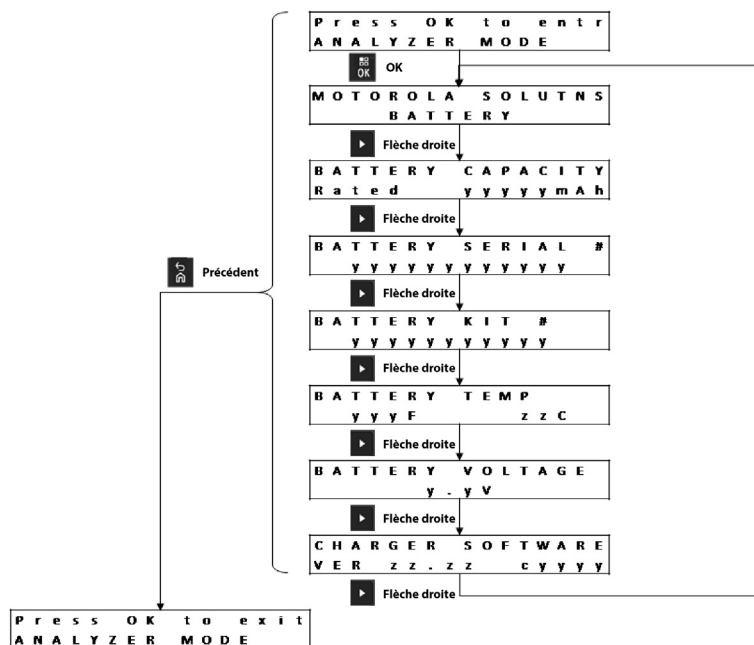 Press OK to entr
ANALYZER MODE
OK OK
MOTOROLA SOLUTNS
BATTERY
Flèche droite
BATTERY CAPACITY
Rated yyyyymAh
Flèche droite
BATTERY SERIAL #
yyyyyyyyyyyy
Précédent
Flèche droite
BATTERY KIT #
yyyyyyyyyyy
Flèche droite
BATTERY TEMP
yyyF zzC
Flèche droite
BATTERY VOLTAGE
y.yV
Flèche droite
CHARGER SOFTWARE
VER zz.zz cyyyy
Flèche droite
Press OK to exit
ANALYZER MODE